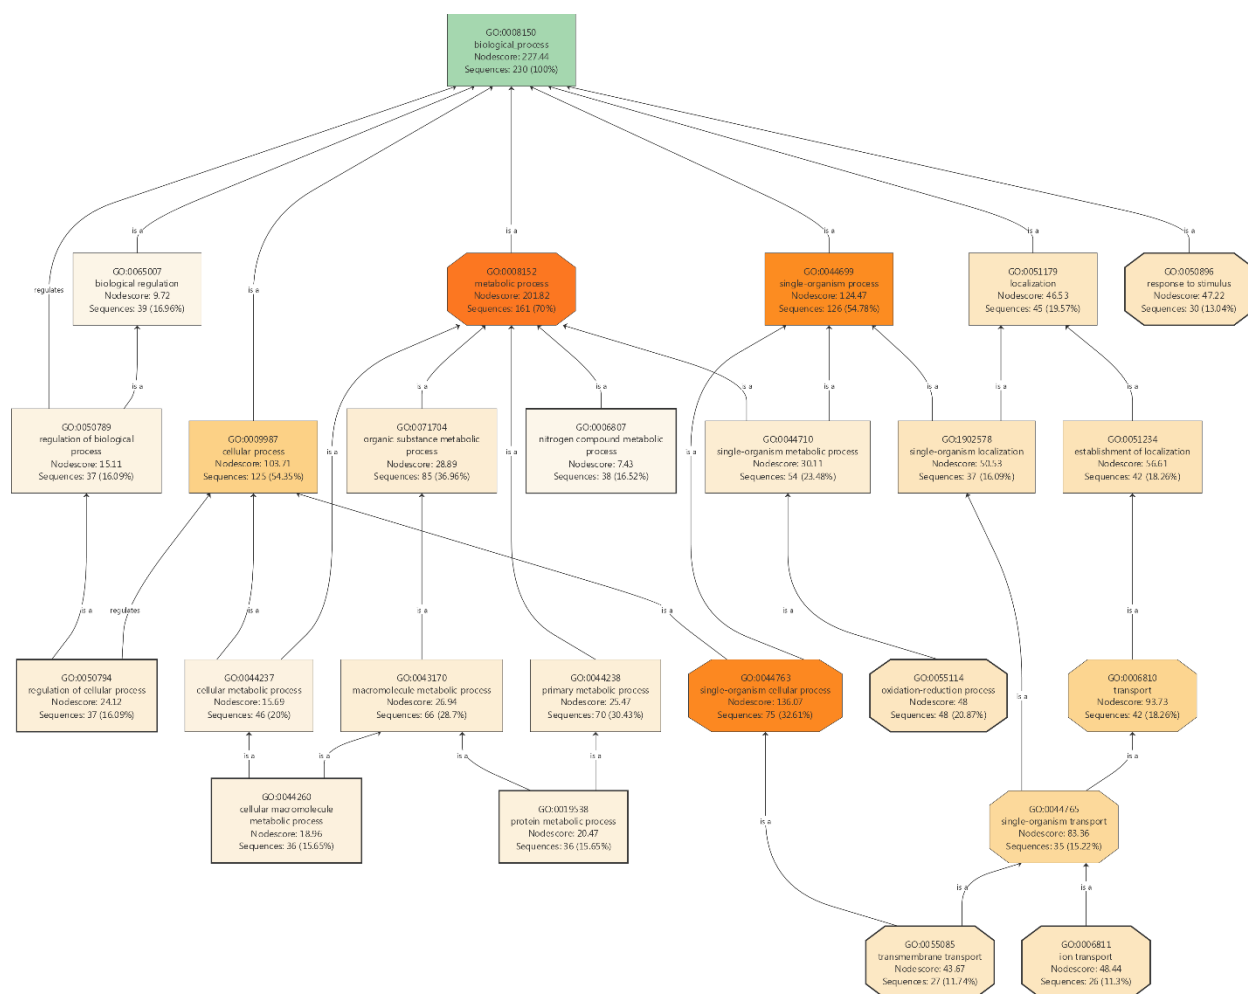 GO:0008150
biological_process
Nodescore: 227.44
Sequences: 230 (100%)
is a
is a
is a
is a
is a
GO:0065007
biological regulation
Nodescore: 9.72
Sequences: 39 (16.96%)
regulates
is a
GO:0008152
metabolic process
Nodescore: 201.82
Sequences: 161 (70%)
GO:0044699
single-organism process
Nodescore: 124.47
Sequences: 126 (54.78%)
GO:0051179
localization
Nodescore: 46.53
Sequences: 45 (19.57%)
GO:0050896
response to stimulus
Nodescore: 47.22
Sequences: 30 (13.04%)
is a
is a
is a
is a
is a
is a
is a
is a
GO:0050789
regulation of biological
process
Nodescore: 15.11
Sequences: 37 (16.09%)
GO:0009987
cellular process
Nodescore: 103.71
Sequences: 125 (54.35%)
GO:0071704
organic substance metabolic
process
Nodescore: 28.89
Sequences: 85 (36.96%)
GO:0006807
nitrogen compound metabolic
process
Nodescore: 7.43
Sequences: 38 (16.52%)
GO:0044710
single-organism metabolic process
Nodescore: 30.11
Sequences: 54 (23.48%)
GO:1902578
single-organism localization
Nodescore: 50.53
Sequences: 37 (16.09%)
GO:0051234
establishment of localization
Nodescore: 56.61
Sequences: 42 (18.26%)
is a
is a
is a
is a
regulates
is a
is a
is a
is a
is a
GO:0050794
regulation of cellular process
Nodescore: 24.12
Sequences: 37 (16.09%)
GO:0044237
cellular metabolic process
Nodescore: 15.69
Sequences: 46 (20%)
GO:0043170
macromolecule metabolic process
Nodescore: 26.94
Sequences: 66 (28.7%)
GO:0044238
primary metabolic process
Nodescore: 25.47
Sequences: 70 (30.43%)
GO:0044763
single-organism cellular process
Nodescore: 136.07
Sequences: 75 (32.61%)
GO:0055114
oxidation-reduction process
Nodescore: 48
Sequences: 48 (20.87%)
is a
GO:0006810
transport
Nodescore: 93.73
Sequences: 42 (18.26%)
is a
is a
is a
is a
is a
GO:0044260
cellular macromolecule
metabolic process
Nodescore: 18.96
Sequences: 36 (15.65%)
GO:0019538
protein metabolic process
Nodescore: 20.47
Sequences: 36 (15.65%)
is a
GO:0044765
single-organism transport
Nodescore: 83.36
Sequences: 35 (15.22%)
is a
is a
GO:0055085
transmembrane transport
Nodescore: 43.67
Sequences: 27 (11.74%)
GO:0006811
ion transport
Nodescore: 48.44
Sequences: 26 (11.3%)